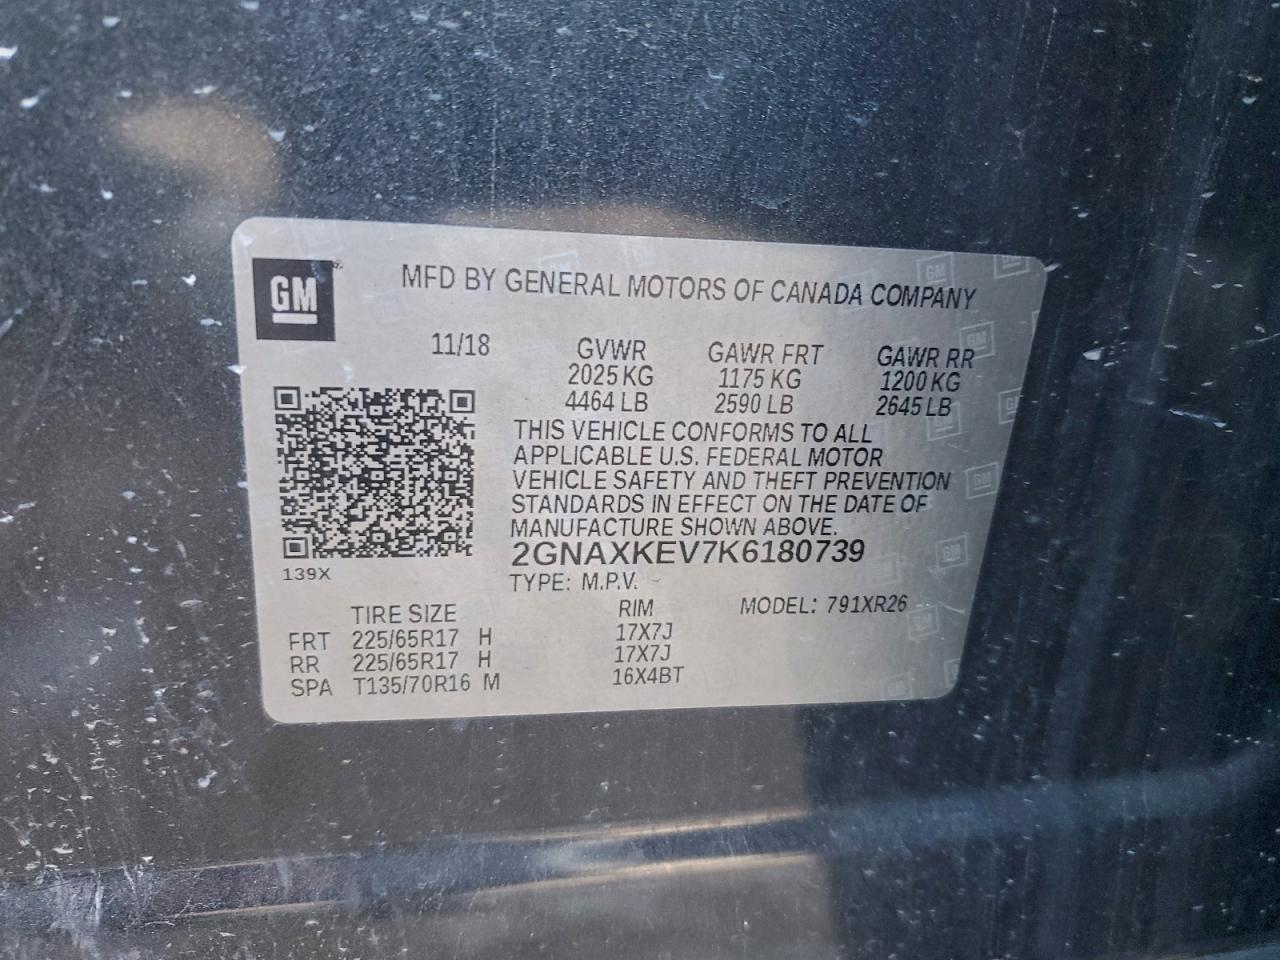 GM
MFD BY GENERAL MOTORS OF CANADA COMPANY
11/18 GVWR GAWR FRT GAWR RR
2025 KG 1175 KG 1200 KG
4464 LB 2590 LB 2645 LB
THIS VEHICLE CONFORMS TO ALL
APPLICABLE U.S. FEDERAL MOTOR
VEHICLE SAFETY AND THEFT PREVENTION
STANDARDS IN EFFECT ON THE DATE OF
MANUFACTURE SHOWN ABOVE.
2GNAXKEV7K6180739
139X
TYPE: M.P.V.
TIRE SIZE RIM MODEL: 791XR26
FRT 225/65R17 H 17X7J
RR 225/65R17 H 17X7J
SPA T135/70R16 M 16X4BT